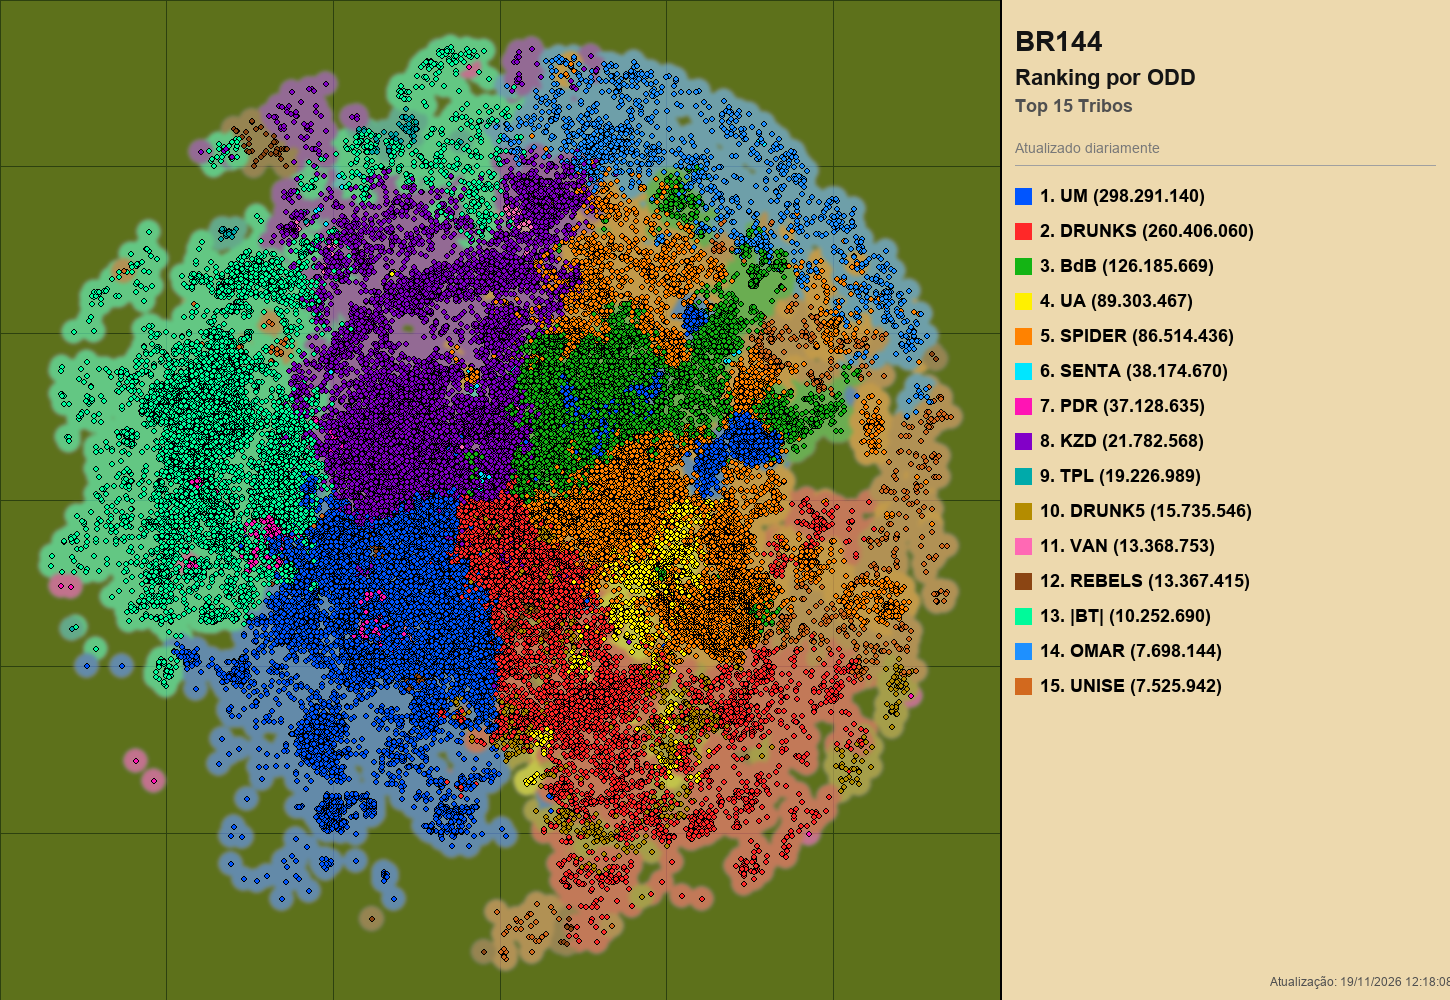 BR144
Ranking por ODD
Top 15 Tribos
Atualizado diariamente
1. UM (298.291.140)
2. DRUNKS (260.406.060)
3. BdB (126.185.669)
4. UA (89.303.467)
5. SPIDER (86.514.436)
6. SENTA (38.174.670)
7. PDR (37.128.635)
8. KZD (21.782.568)
9. TPL (19.226.989)
10. DRUNK5 (15.735.546)
11. VAN (13.368.753)
12. REBELS (13.367.415)
13. |BT| (10.252.690)
14. OMAR (7.698.144)
15. UNISE (7.525.942)
Atualização: 19/11/2026 12:18:08